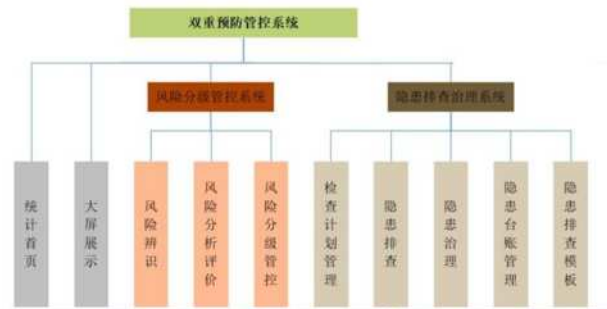 双重预防管控系统
风险分级管控系统
隐患排查治理系统
统计首页
大屏展示
风险辨识
风险分析评价
风险分级管控
检查计划管理
隐患排查
隐患治理
隐患台账管理
隐患排查模板